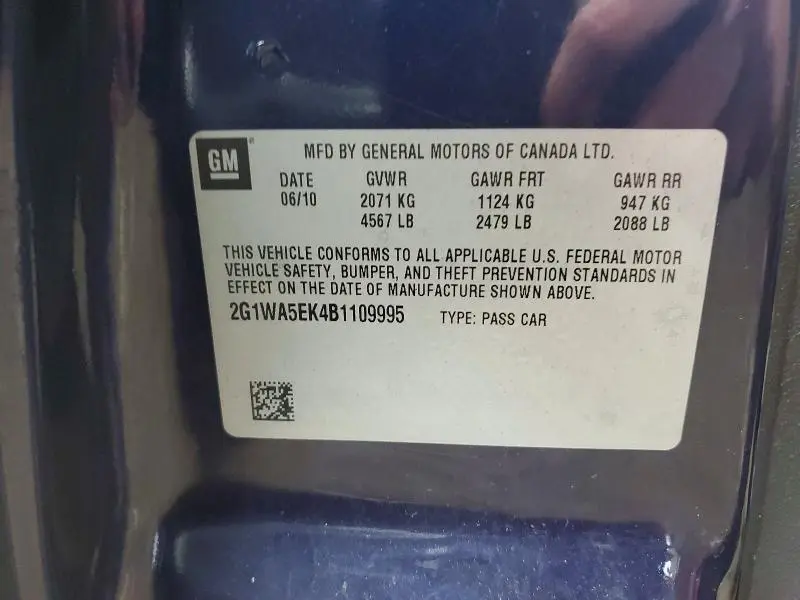 GM
MFD BY GENERAL MOTORS OF CANADA LTD.
DATE GVWR GAWR FRT GAWR RR
06/10 2071 KG 1124 KG 947 KG
4567 LB 2479 LB 2088 LB
THIS VEHICLE CONFORMS TO ALL APPLICABLE U.S. FEDERAL MOTOR
VEHICLE SAFETY, BUMPER, AND THEFT PREVENTION STANDARDS IN
EFFECT ON THE DATE OF MANUFACTURE SHOWN ABOVE.
2G1WA5EK4B1109995 TYPE: PASS CAR